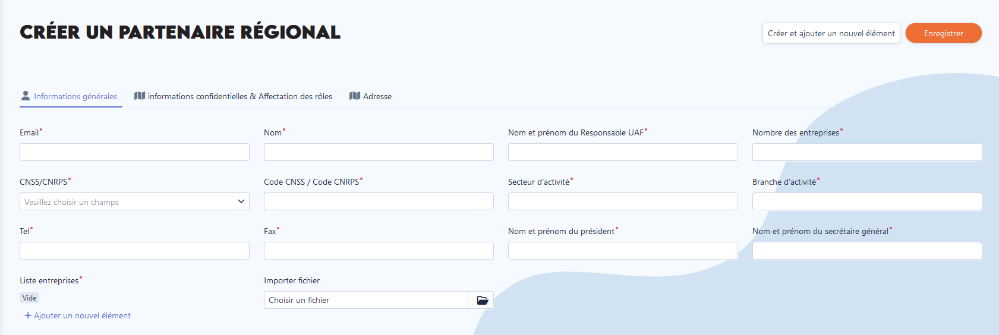 CRÉER UN PARTENAIRE RÉGIONAL
Créer et ajouter un nouvel élément
Enregistrer
Informations générales
informations confidentielles & Affectation des rôles
Adresse
Email*
Nom*
Nom et prénom du Responsable UAF*
Nombre des entreprises*
CNSS/CNRPS*
Code CNSS / Code CNRPS*
Secteur d'activité*
Branche d'activité*
Veuillez choisir un champs
Tel*
Fax*
Nom et prénom du président*
Nom et prénom du secrétaire général*
Liste entreprises*
Importer fichier
Vide
Choisir un fichier
+ Ajouter un nouvel élément